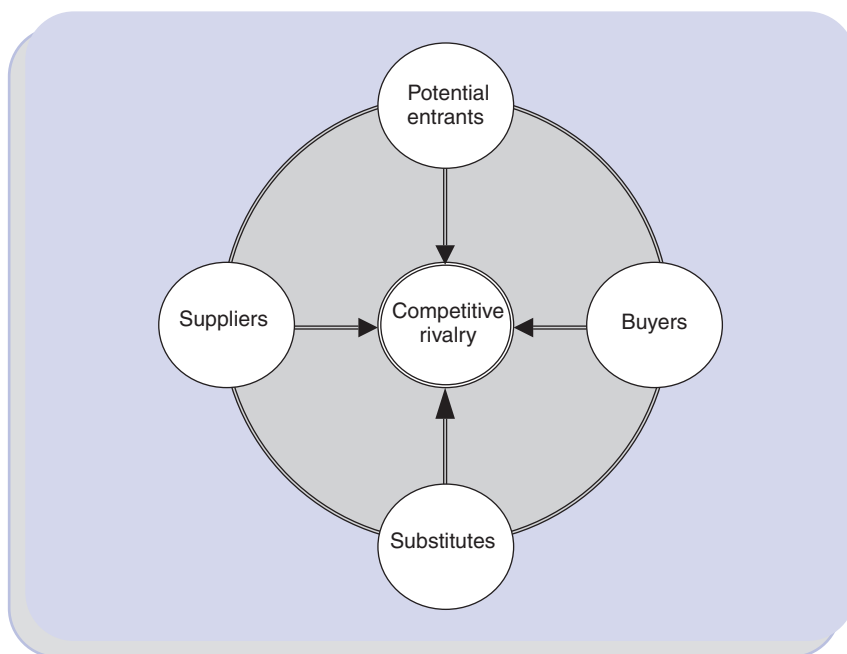 Potential
entrants
Suppliers
Competitive
rivalry
Buyers
Substitutes